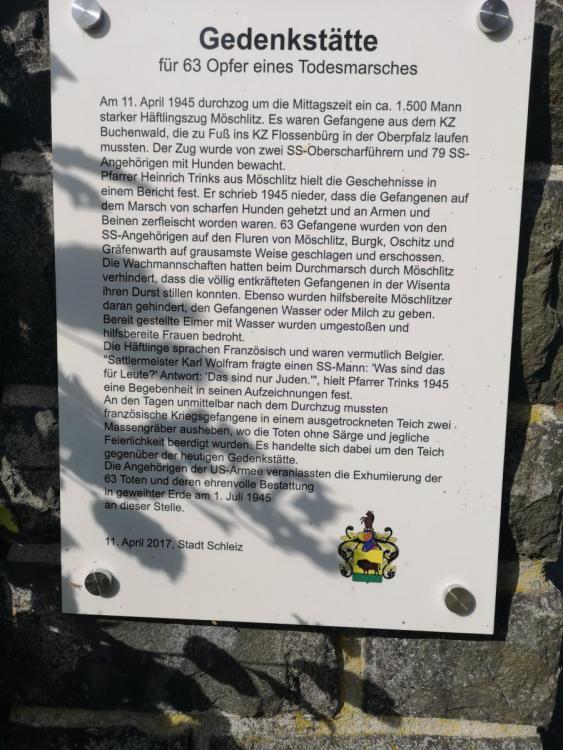 Gedenkstätte
für 63 Opfer eines Todesmarsches
Am 11. April 1945 durchzog um die Mittagszeit ein ca. 1.500 Mann
starker Häftlingszug Möschlitz. Es waren Gefangene aus dem KZ
Buchenwald, die zu Fuß ins KZ Flossenbürg in der Oberpfalz laufen
mussten. Der Zug wurde von zwei SS-Oberscharführern und 79 SS-
Angehörigen mit Hunden bewacht.
Pfarrer Heinrich Trinks aus Möschlitz hielt die Geschehnisse in
einem Bericht fest. Er schrieb 1945 nieder, dass die Gefangenen auf
dem Marsch von scharfen Hunden gehetzt und an Armen und
Beinen zerfleischt worden waren. 63 Gefangene wurden von den
SS-Angehörigen auf den Fluren von Möschlitz, Burgk, Oschitz und
Gräfenwarth auf grausamste Weise geschlagen und erschossen.
Die Wachmannschaften hatten beim Durchmarsch durch Möschlitz
verhindert, dass die völlig entkräfteten Gefangenen in der Wisenta
ihren Durst stillen konnten. Ebenso wurden hilfsbereite Möschlitzer
daran gehindert, den Gefangenen Wasser oder Milch zu geben.
Bereit gestellte Eimer mit Wasser wurden umgestoßen und
hilfsbereite Frauen bedroht.
Die Häftlinge sprachen Französisch und waren vermutlich Belgier.
"Sattlermeister Karl Wolfram fragte einen SS-Mann: 'Was sind das
für Leute?' Antwort: 'Das sind nur Juden.'", hielt Pfarrer Trinks 1945
eine Begebenheit in seinen Aufzeichnungen fest.
An den Tagen unmittelbar nach dem Durchzug mussten
französische Kriegsgefangene in einem ausgetrockneten Teich zwei
Massengräber ausheben, wo die Toten ohne Särge und jegliche
Feierlichkeit beerdigt wurden. Es handelte sich dabei um den Teich
gegenüber der heutigen Gedenkstätte.
Die Angehörigen der US-Armee veranlassten die Exhumierung der
63 Toten und deren ehrenvolle Bestattung
in geweihter Erde am 1. Juli 1945
an dieser Stelle.
11. April 2017, Stadt Schleiz